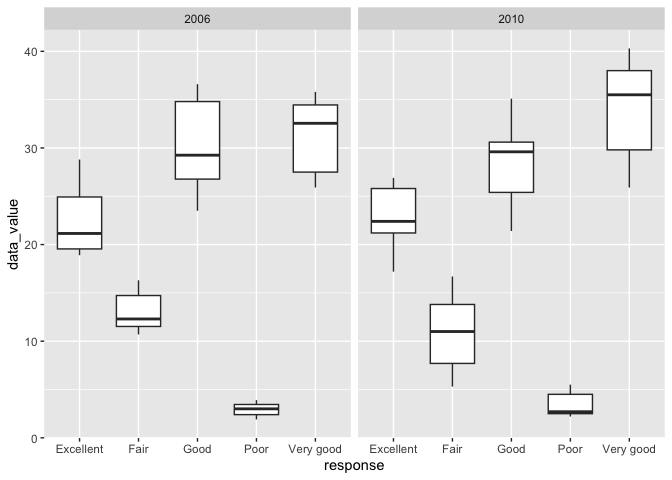 2006 2010
40
30
20
10
0
data_value
Excellent Fair Good Poor Very good Excellent Fair Good Poor Very good
response